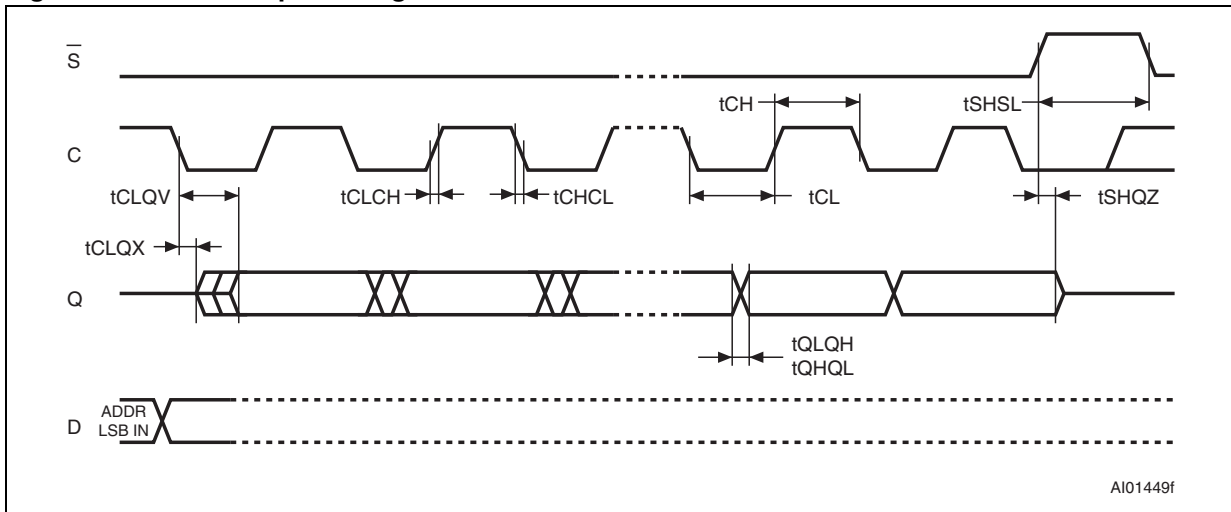 S
tCH
tSHSL
C
tCLQV
tCLCH
tCHCL
tCL
tSHQZ
tCLQX
Q
tQLQH
tQHQL
D
ADDR
LSB IN
AI01449f